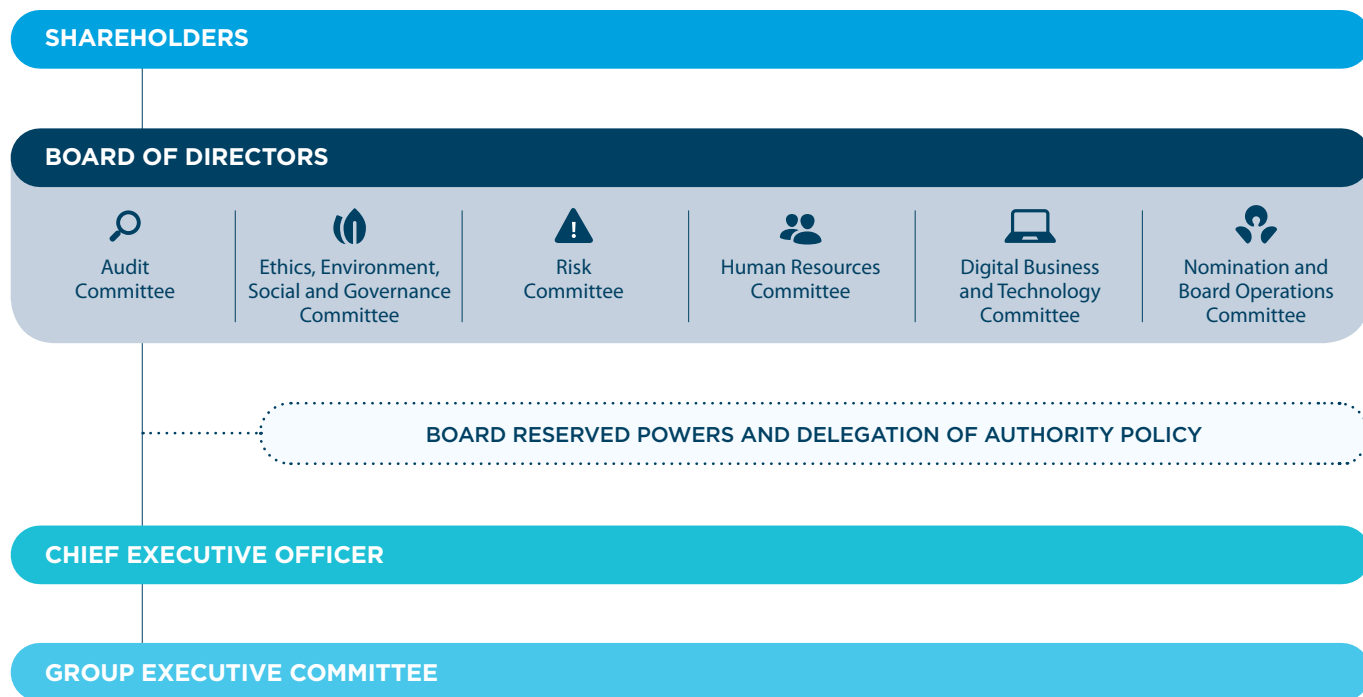 SHAREHOLDERS
BOARD OF DIRECTORS
Audit
Committee
Ethics, Environment,
Social and Governance
Committee
Risk
Committee
Human Resources
Committee
Digital Business
and Technology
Committee
Nomination and
Board Operations
Committee
BOARD RESERVED POWERS AND DELEGATION OF AUTHORITY POLICY
CHIEF EXECUTIVE OFFICER
GROUP EXECUTIVE COMMITTEE